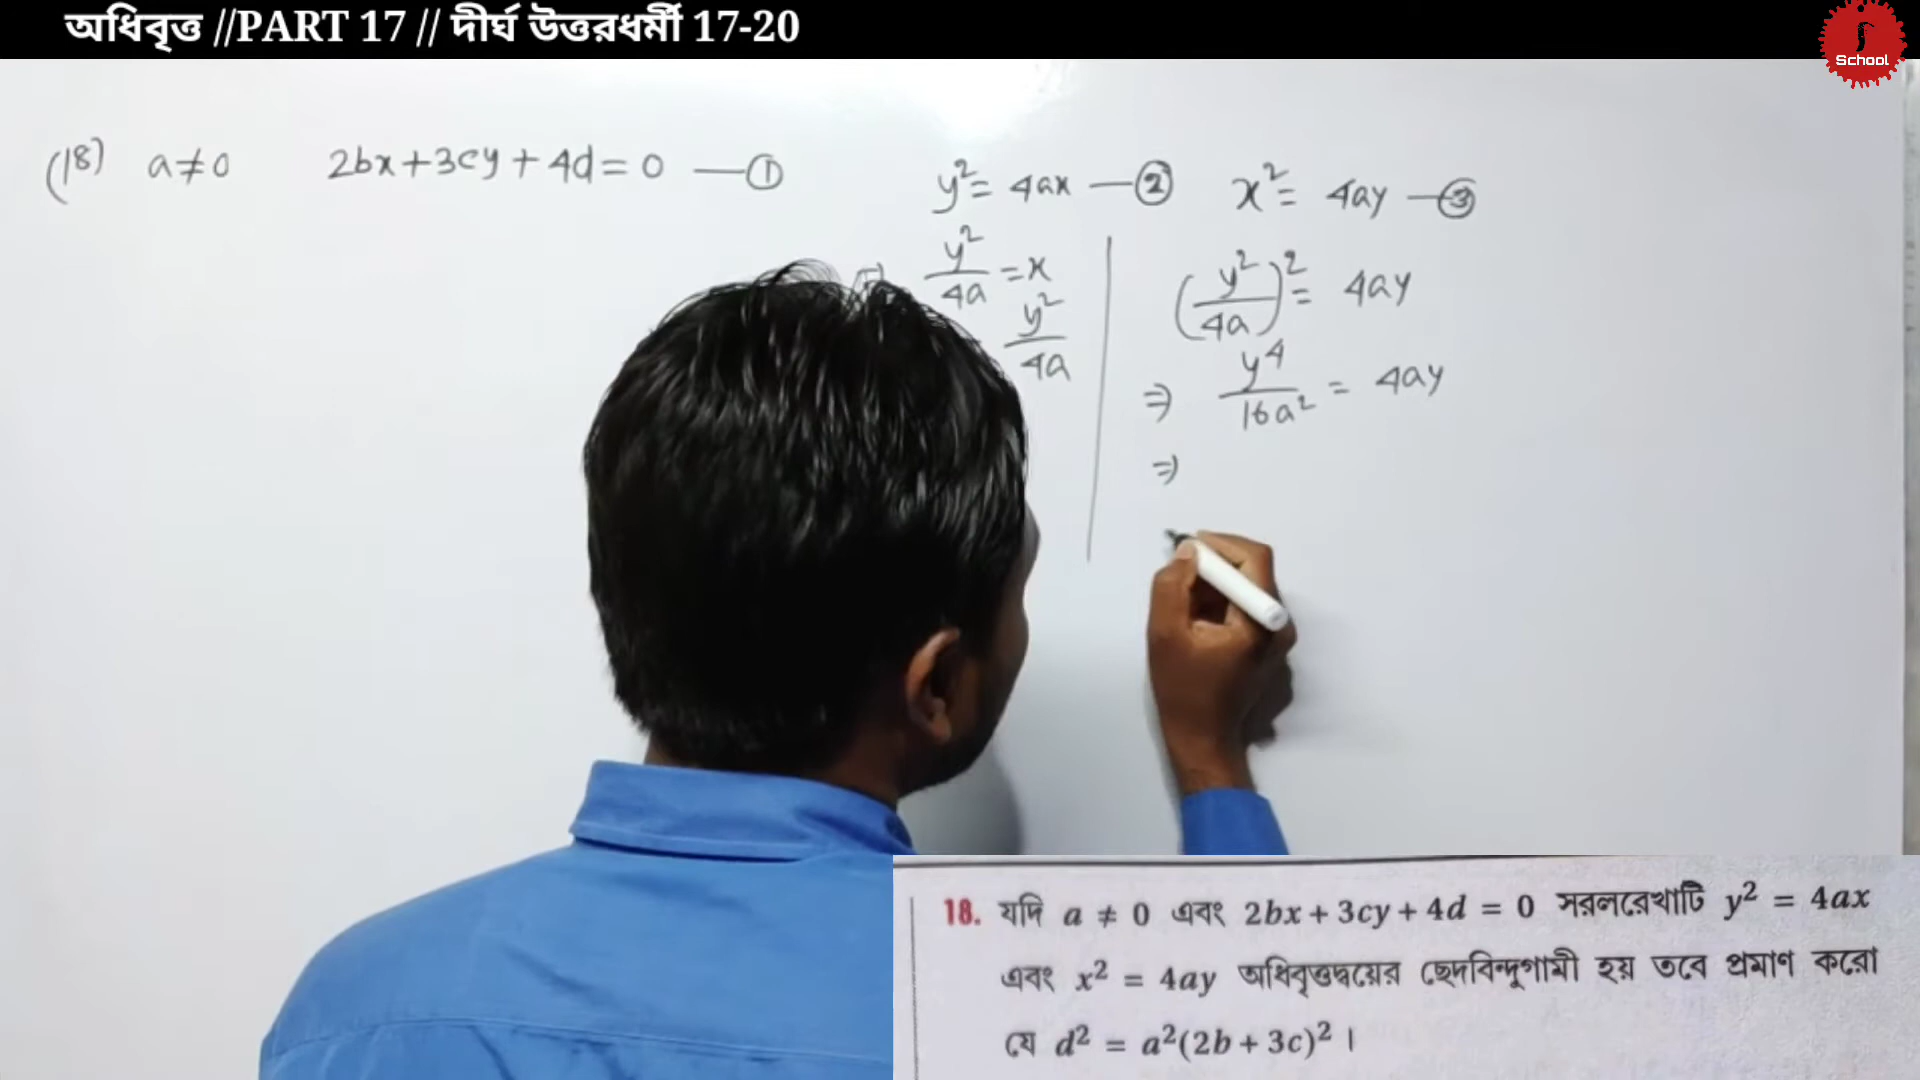 অধিবৃত্ত //PART 17 // দীর্ঘ উত্তরধর্মী 17-20
School
(18) a≠0 2bx+3cy+4d=0 —①
y²=4ax —② x²=4ay —③
y²/4a=x
y²/4a
(y²/4a)²=4ay
⇒ y⁴/16a²=4ay
⇒
18. যদি a ≠ 0 এবং 2bx+3cy+4d = 0 সরলরেখাটি y² = 4ax
এবং x² = 4ay অধিবৃত্তদ্বয়ের ছেদবিন্দুগামী হয় তবে প্রমাণ করো
যে d² = a²(2b+3c)²।